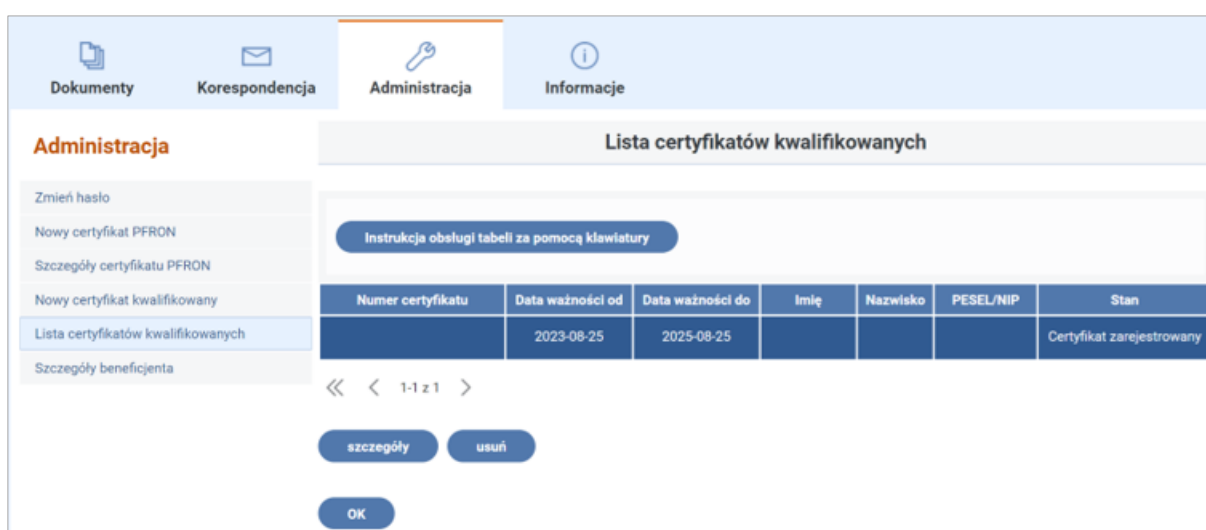 Dokumenty Korespondencja Administracja Informacje
Administracja
Lista certyfikatów kwalifikowanych
Zmień hasło
Nowy certyfikat PFRON
Szczegóły certyfikatu PFRON
Nowy certyfikat kwalifikowany
Lista certyfikatów kwalifikowanych
Szczegóły beneficjenta
Instrukcja obsługi tabeli za pomocą klawiatury
Numer certyfikatu Data ważności od Data ważności do Imię Nazwisko PESEL/NIP Stan
2023-08-25 2025-08-25 Certyfikat zarejestrowany
1-1 z 1
szczegóły usuń
OK